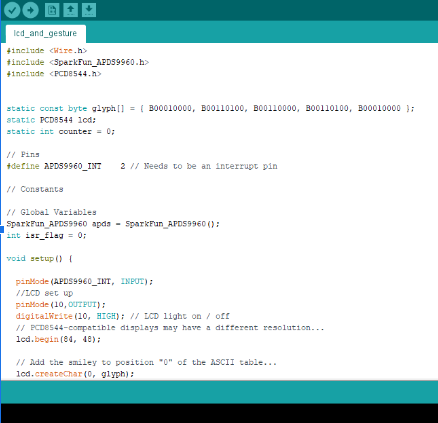 lcd_and_gesture
#include <Wire.h>
#include <SparkFun_APDS9960.h>
#include <PCD8544.h>
static const byte glyph[] = { B00010000, B00110100, B00110000, B00110100, B00010000 };
static PCD8544 lcd;
static int counter = 0;
// Pins
#define APDS9960_INT    2 // Needs to be an interrupt pin
// Constants
// Global Variables
SparkFun_APDS9960 apds = SparkFun_APDS9960();
int isr_flag = 0;
void setup() {
pinMode(APDS9960_INT, INPUT);
//LCD set up
pinMode(10,OUTPUT);
digitalWrite(10, HIGH); // LCD light on / off
// PCD8544-compatible displays may have a different resolution...
lcd.begin(84, 48);
// Add the smiley to position "0" of the ASCII table...
lcd.createChar(0, glyph);